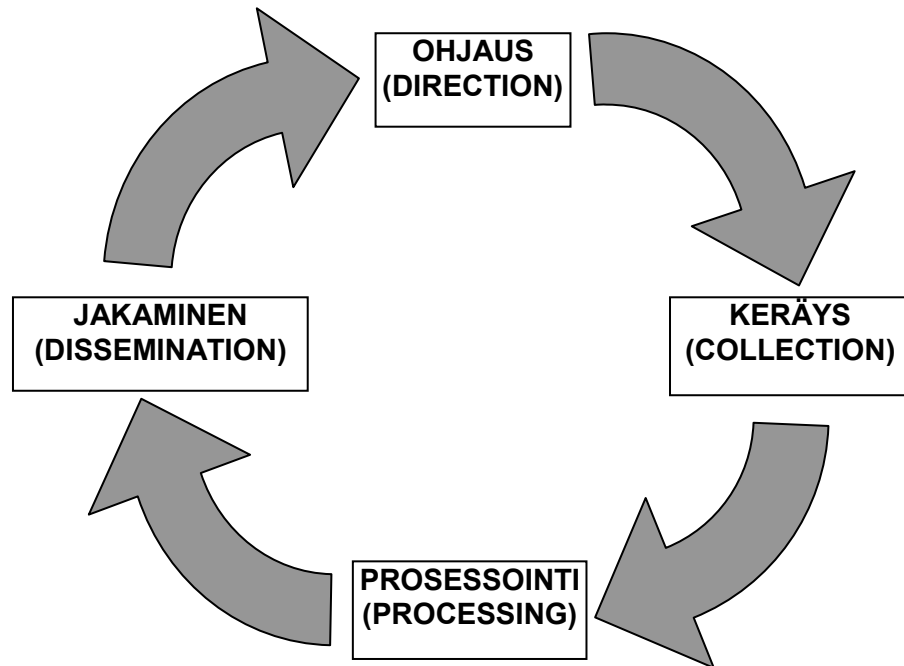 OHJAUS
(DIRECTION)
KERÄYS
(COLLECTION)
PROSESSOINTI
(PROCESSING)
JAKAMINEN
(DISSEMINATION)